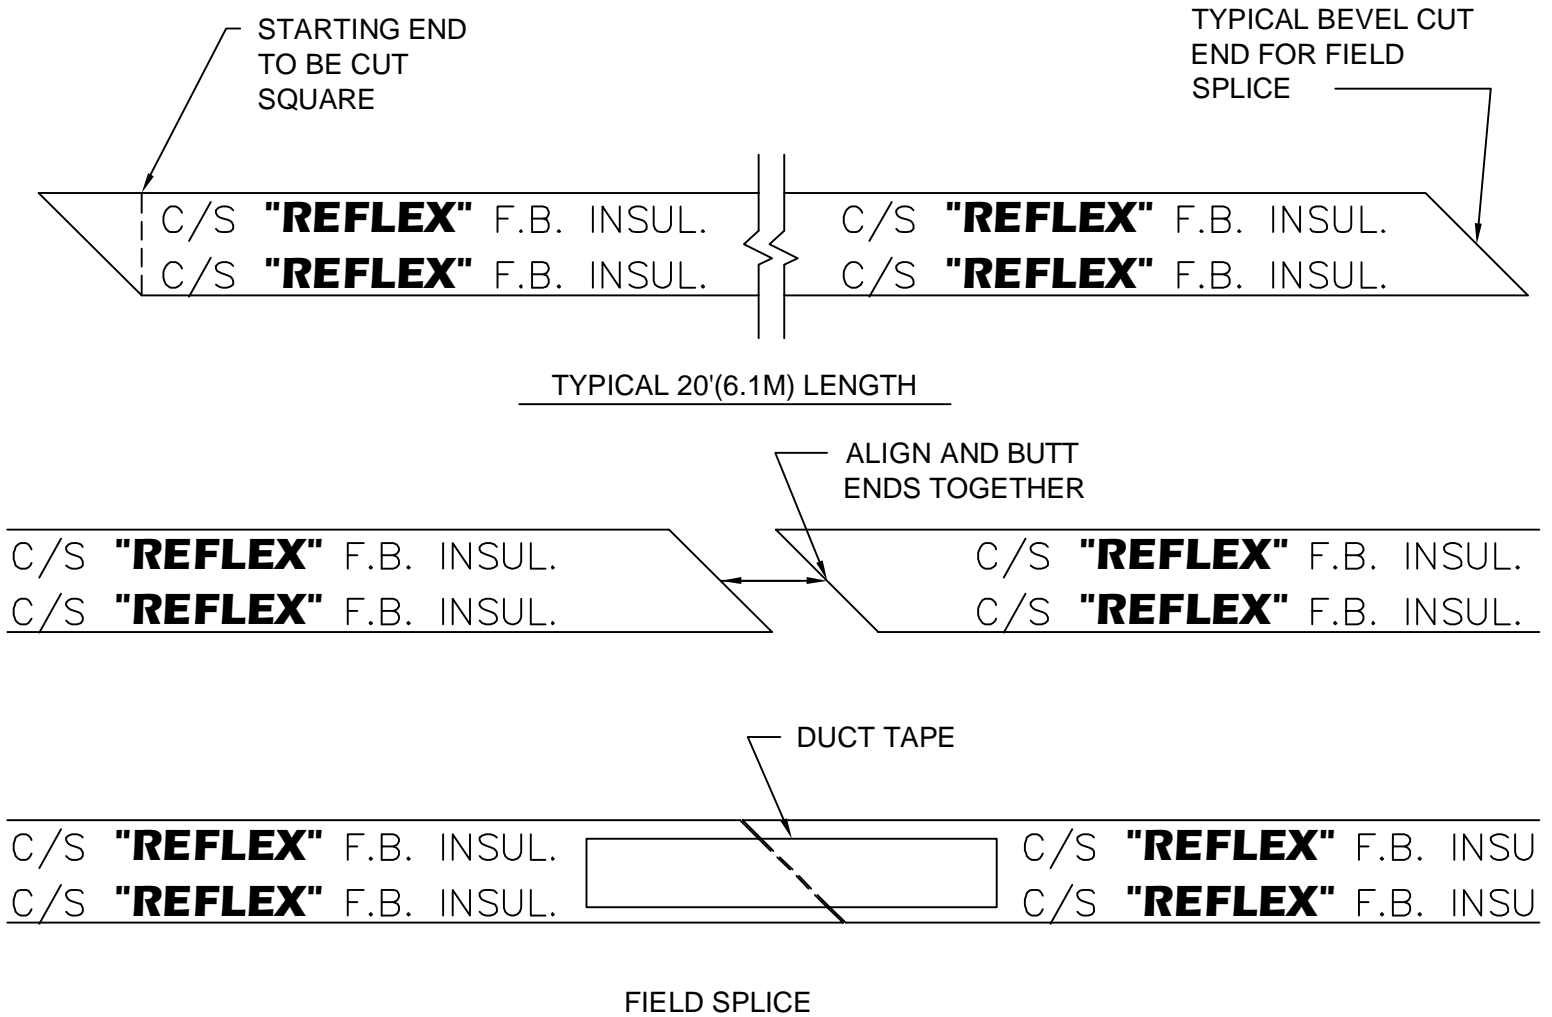 STARTING END
TO BE CUT
SQUARE
TYPICAL BEVEL CUT
END FOR FIELD
SPLICE
C/S "REFLEX" F.B. INSUL.
C/S "REFLEX" F.B. INSUL.
C/S "REFLEX" F.B. INSUL.
C/S "REFLEX" F.B. INSUL.
TYPICAL 20'(6.1M) LENGTH
ALIGN AND BUTT
ENDS TOGETHER
C/S "REFLEX" F.B. INSUL.
C/S "REFLEX" F.B. INSUL.
C/S "REFLEX" F.B. INSUL.
C/S "REFLEX" F.B. INSUL.
DUCT TAPE
C/S "REFLEX" F.B. INSUL.
C/S "REFLEX" F.B. INSUL.
C/S "REFLEX" F.B. INSU
C/S "REFLEX" F.B. INSU
FIELD SPLICE